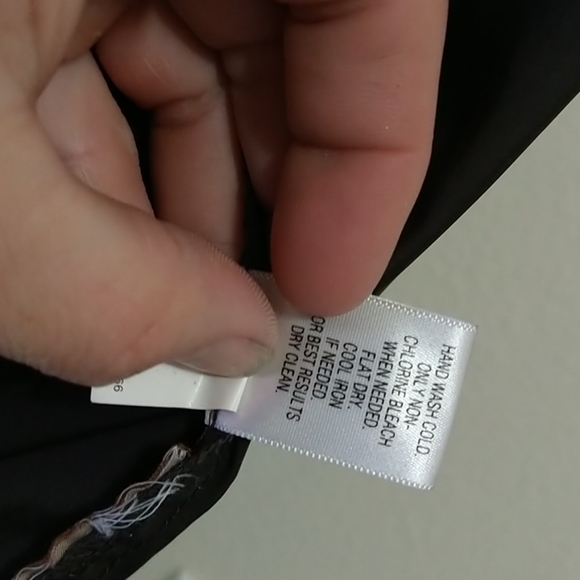 HAND WASH COLD.
ONLY NON-
CHLORINE BLEACH
WHEN NEEDED.
FLAT DRY.
COOL IRON
IF NEEDED
OR BEST RESULTS
DRY CLEAN.